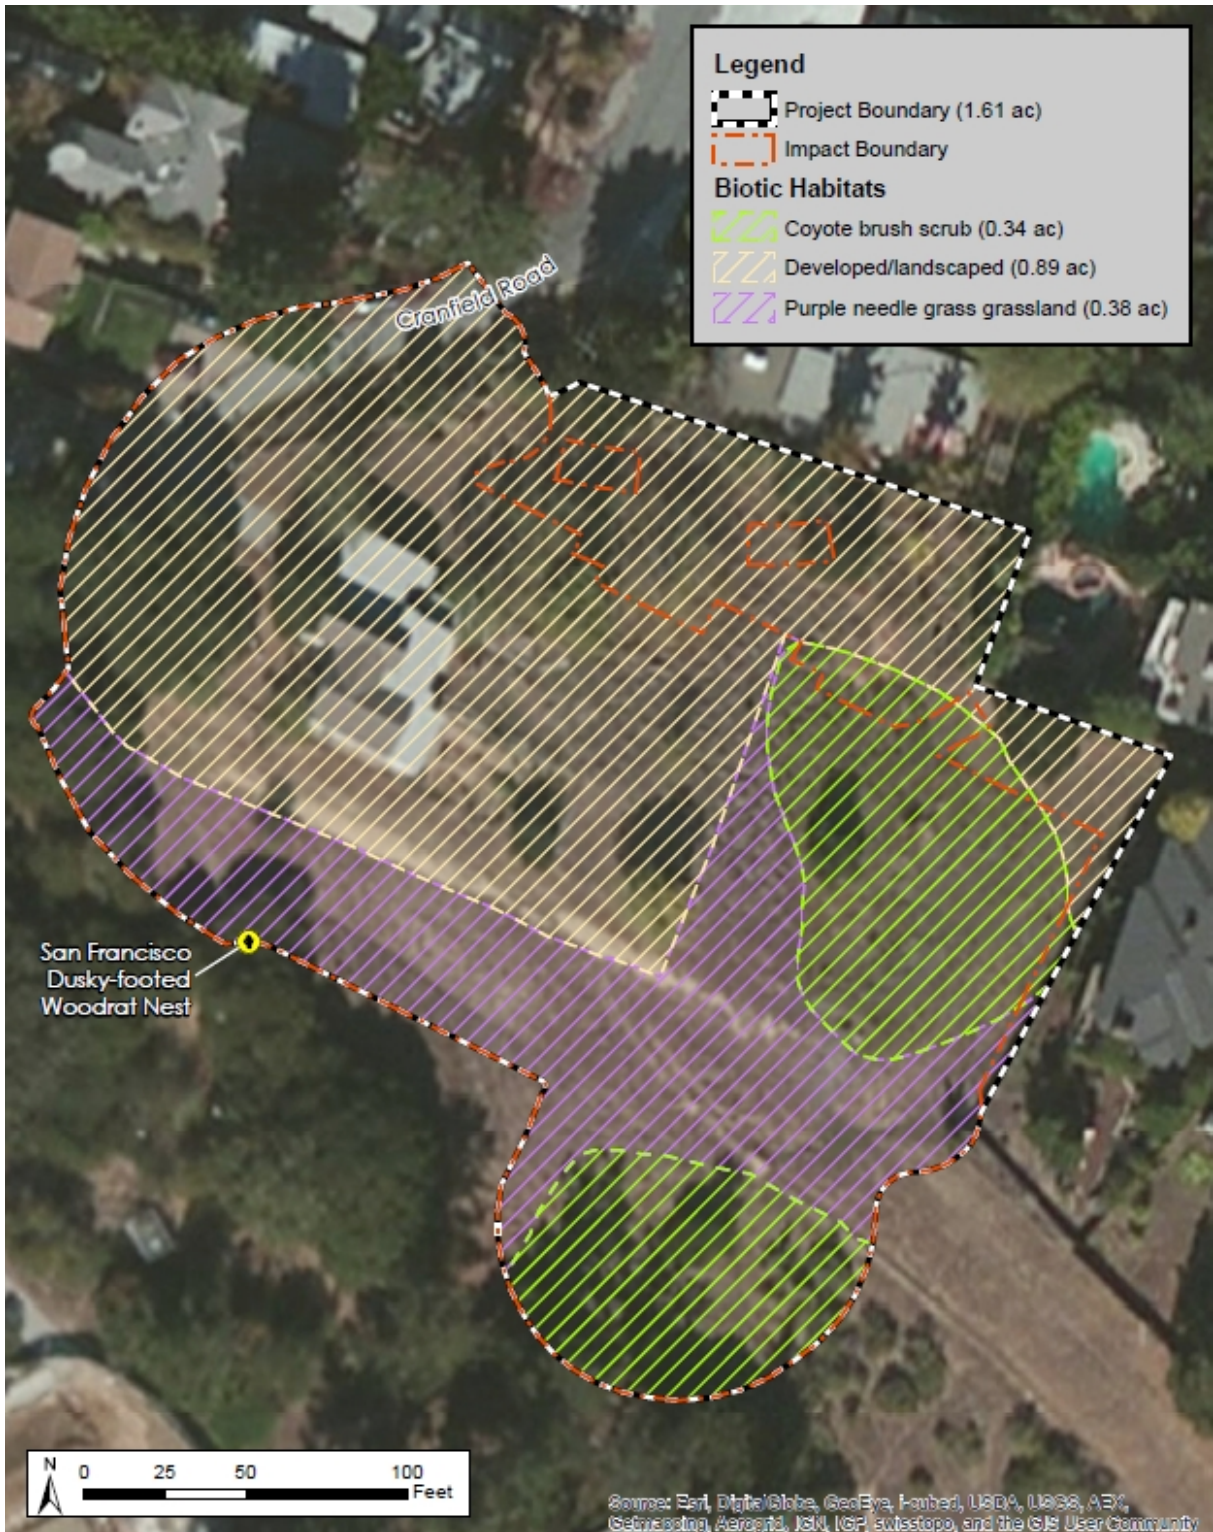 Legend
Project Boundary (1.61 ac)
Impact Boundary
Biotic Habitats
Coyote brush scrub (0.34 ac)
Developed/landscaped (0.89 ac)
Purple needle grass grassland (0.38 ac)
Cranfield Road
San Francisco
Dusky-footed
Woodrat Nest
N
0 25 50 100
Feet
Source: Esri, DigitalGlobe, GeoEye, i-cubed, USDA, USGS, AEX,
Getmapping, Aerogrid, IGN, IGP, swisstopo, and the GIS User Community